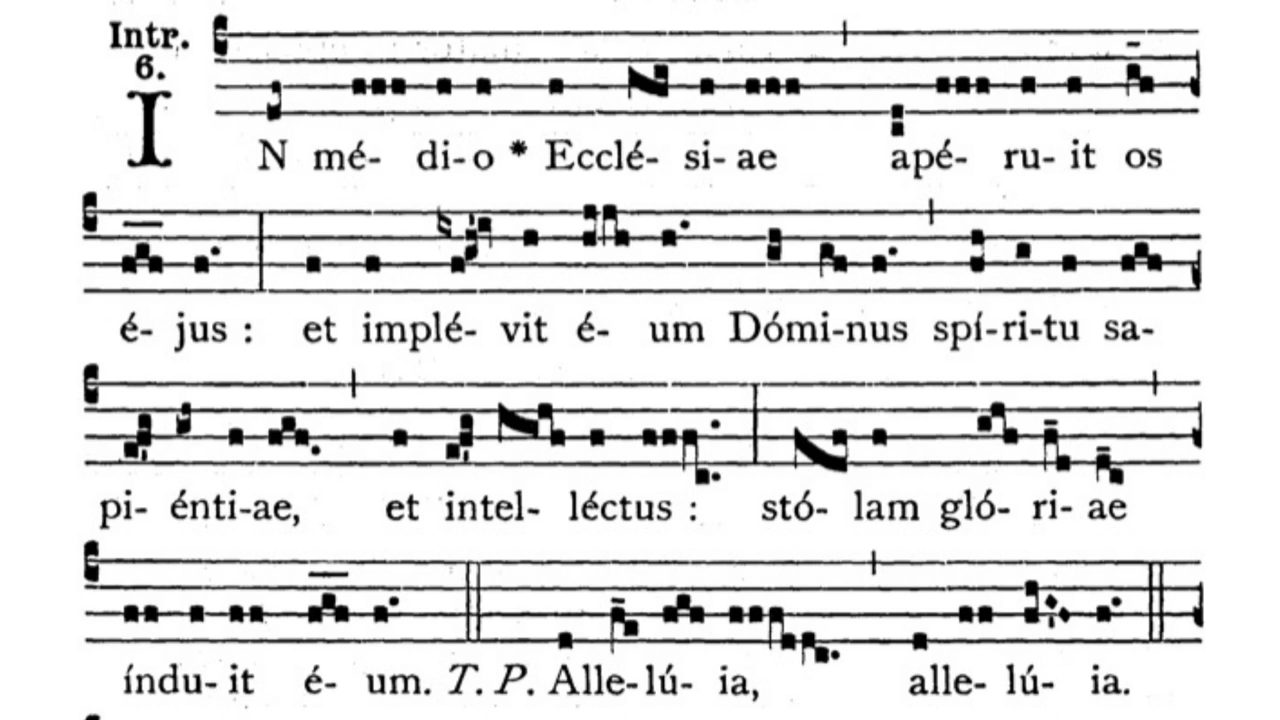 Intr.
6.
IN mé- di-o * Ecclé- si- ae apé- ru- it os
é- jus : et implé- vit é- um Dómi-nus spí-ri-tu sa-
pi- énti-ae, et intel- léctus : stó- lam gló- ri- ae
índu- it é- um. T. P. Alle-lú- ia, alle- lú- ia.